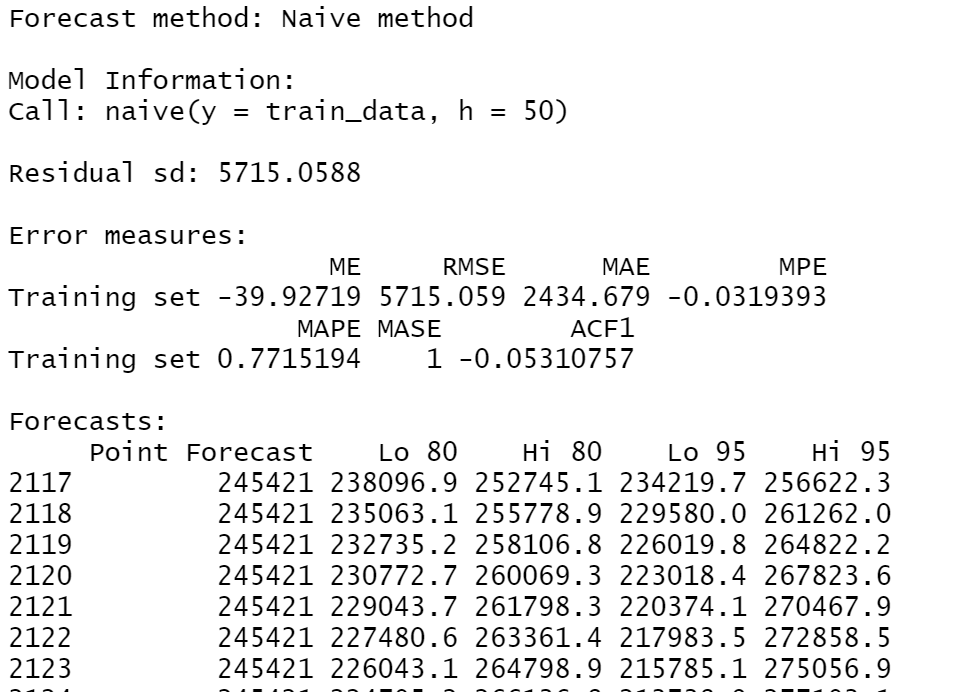 Forecast method: Naive method
Model Information:
Call: naive(y = train_data, h = 50)
Residual sd: 5715.0588
Error measures:
ME RMSE MAE MPE
Training set -39.92719 5715.059 2434.679 -0.0319393
MAPE MASE ACF1
Training set 0.7715194 1 -0.05310757
Forecasts:
Point Forecast Lo 80 Hi 80 Lo 95 Hi 95
2117 245421 238096.9 252745.1 234219.7 256622.3
2118 245421 235063.1 255778.9 229580.0 261262.0
2119 245421 232735.2 258106.8 226019.8 264822.2
2120 245421 230772.7 260069.3 223018.4 267823.6
2121 245421 229043.7 261798.3 220374.1 270467.9
2122 245421 227480.6 263361.4 217983.5 272858.5
2123 245421 226043.1 264798.9 215785.1 275056.9